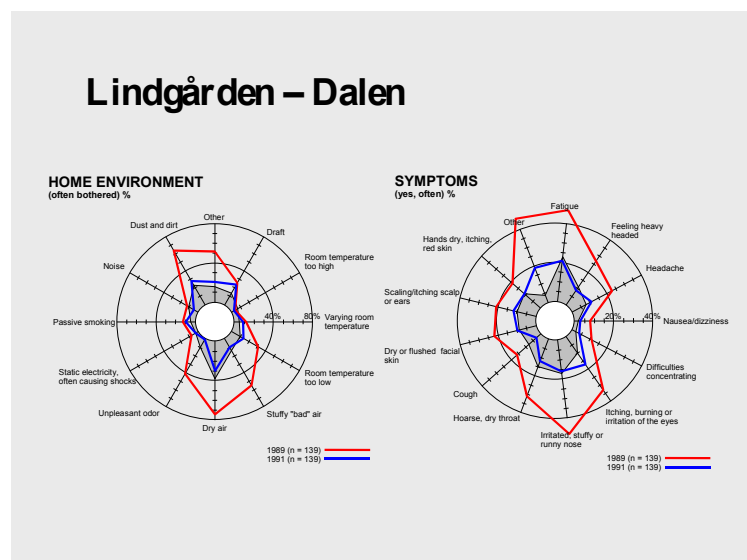 Lindgården – Dalen
HOME ENVIRONMENT
(often bothered) %
Other
Dust and dirt
Draft
Noise
Room temperature
too high
Passive smoking
40%
80%
Varying room
temperature
Static electricity,
often causing shocks
Room temperature
too low
Unpleasant odor
Stuffy "bad" air
Dry air
1989 (n = 139)
1991 (n = 139)
SYMPTOMS
(yes, often) %
Fatigue
Other
Feeling heavy
headed
Hands dry, itching,
red skin
Headache
Scaling/itching scalp
or ears
20%
40%
Nausea/dizziness
Dry or flushed facial
skin
Difficulties
concentrating
Cough
Hoarse, dry throat
Itching, burning or
irritation of the eyes
Irritated, stuffy or
runny nose
1989 (n = 139)
1991 (n = 139)